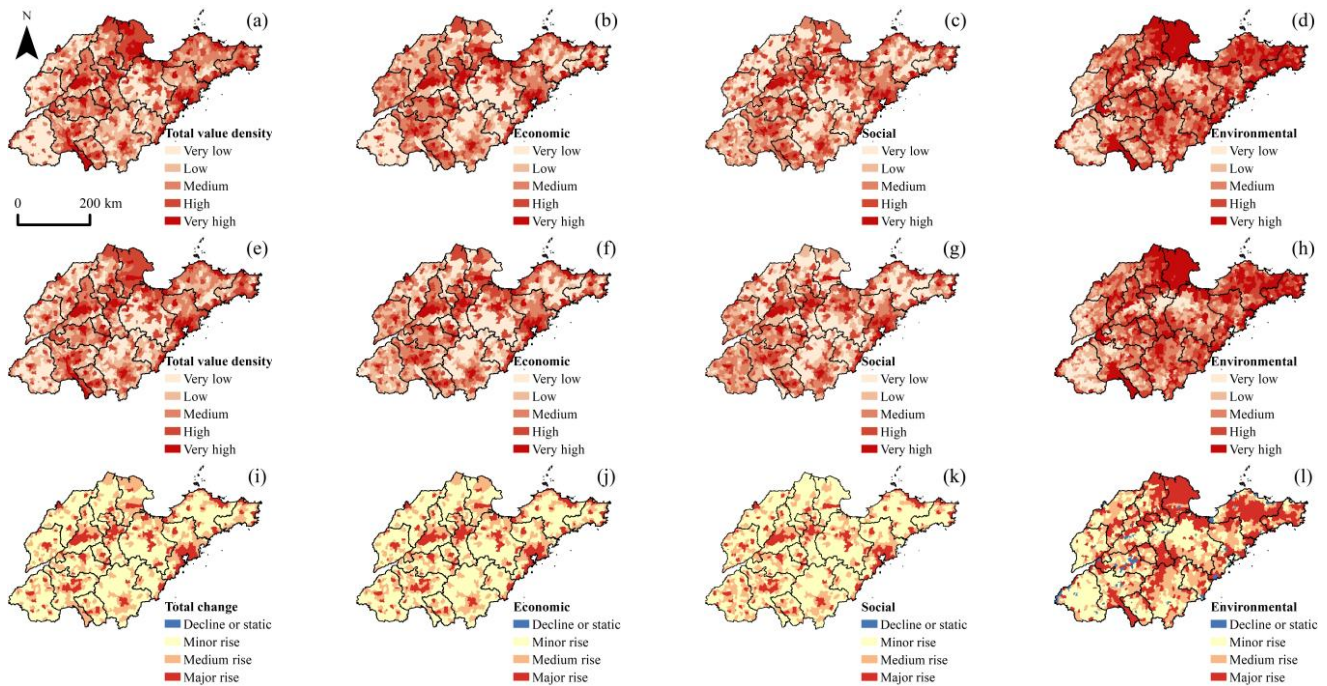 N
(a)
Total value density
Very low
Low
Medium
High
Very high
0 200 km
(b)
Economic
Very low
Low
Medium
High
Very high
(c)
Social
Very low
Low
Medium
High
Very high
(d)
Environmental
Very low
Low
Medium
High
Very high
(e)
Total value density
Very low
Low
Medium
High
Very high
(f)
Economic
Very low
Low
Medium
High
Very high
(g)
Social
Very low
Low
Medium
High
Very high
(h)
Environmental
Very low
Low
Medium
High
Very high
(i)
Total change
Decline or static
Minor rise
Medium rise
Major rise
(j)
Economic
Decline or static
Minor rise
Medium rise
Major rise
(k)
Social
Decline or static
Minor rise
Medium rise
Major rise
(l)
Environmental
Decline or static
Minor rise
Medium rise
Major rise